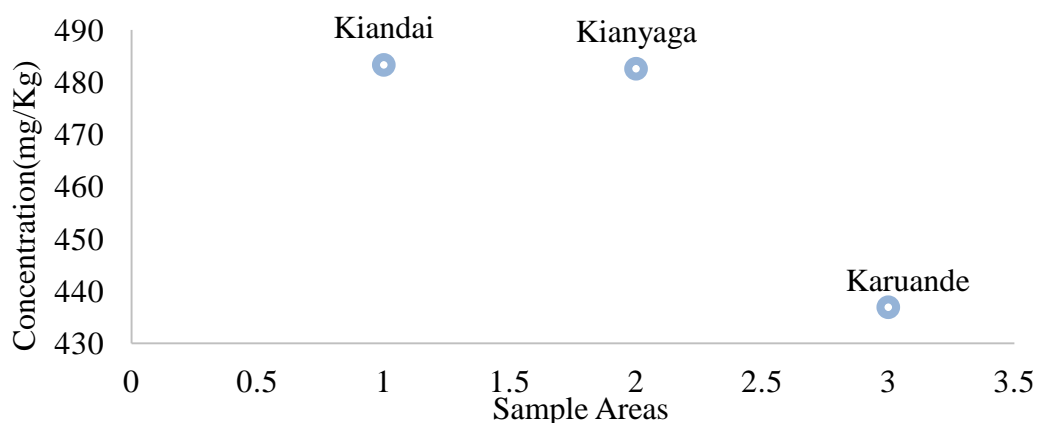 Concentration(mg/Kg)
490
480
470
460
450
440
430
Kiandai
Kianyaga
Karuande
0 0.5 1 1.5 2 2.5 3 3.5
Sample Areas